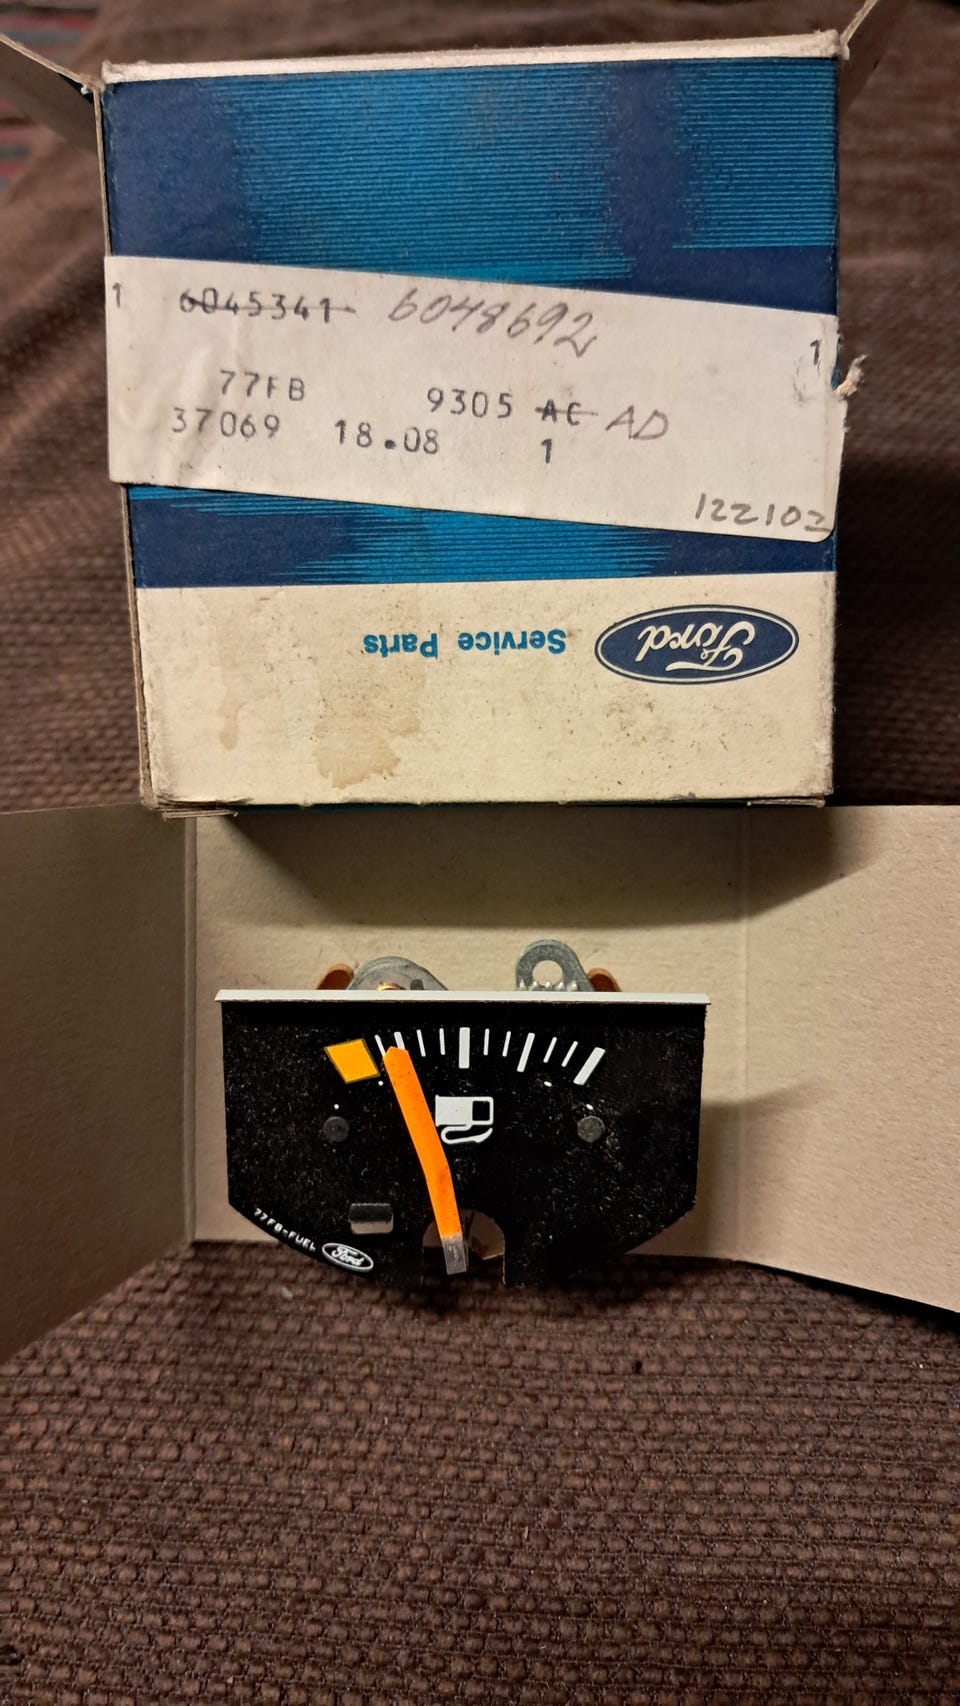 1 6045341 6048692
1
77FB 9305 AC AD
37069 18.08 1
122102
Service Parts Ford
77FB-FUEL Ford